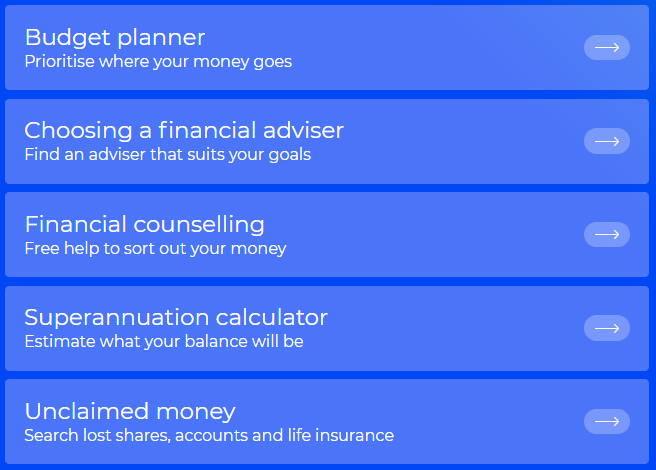 Budget planner
Prioritise where your money goes
Choosing a financial adviser
Find an adviser that suits your goals
Financial counselling
Free help to sort out your money
Superannuation calculator
Estimate what your balance will be
Unclaimed money
Search lost shares, accounts and life insurance